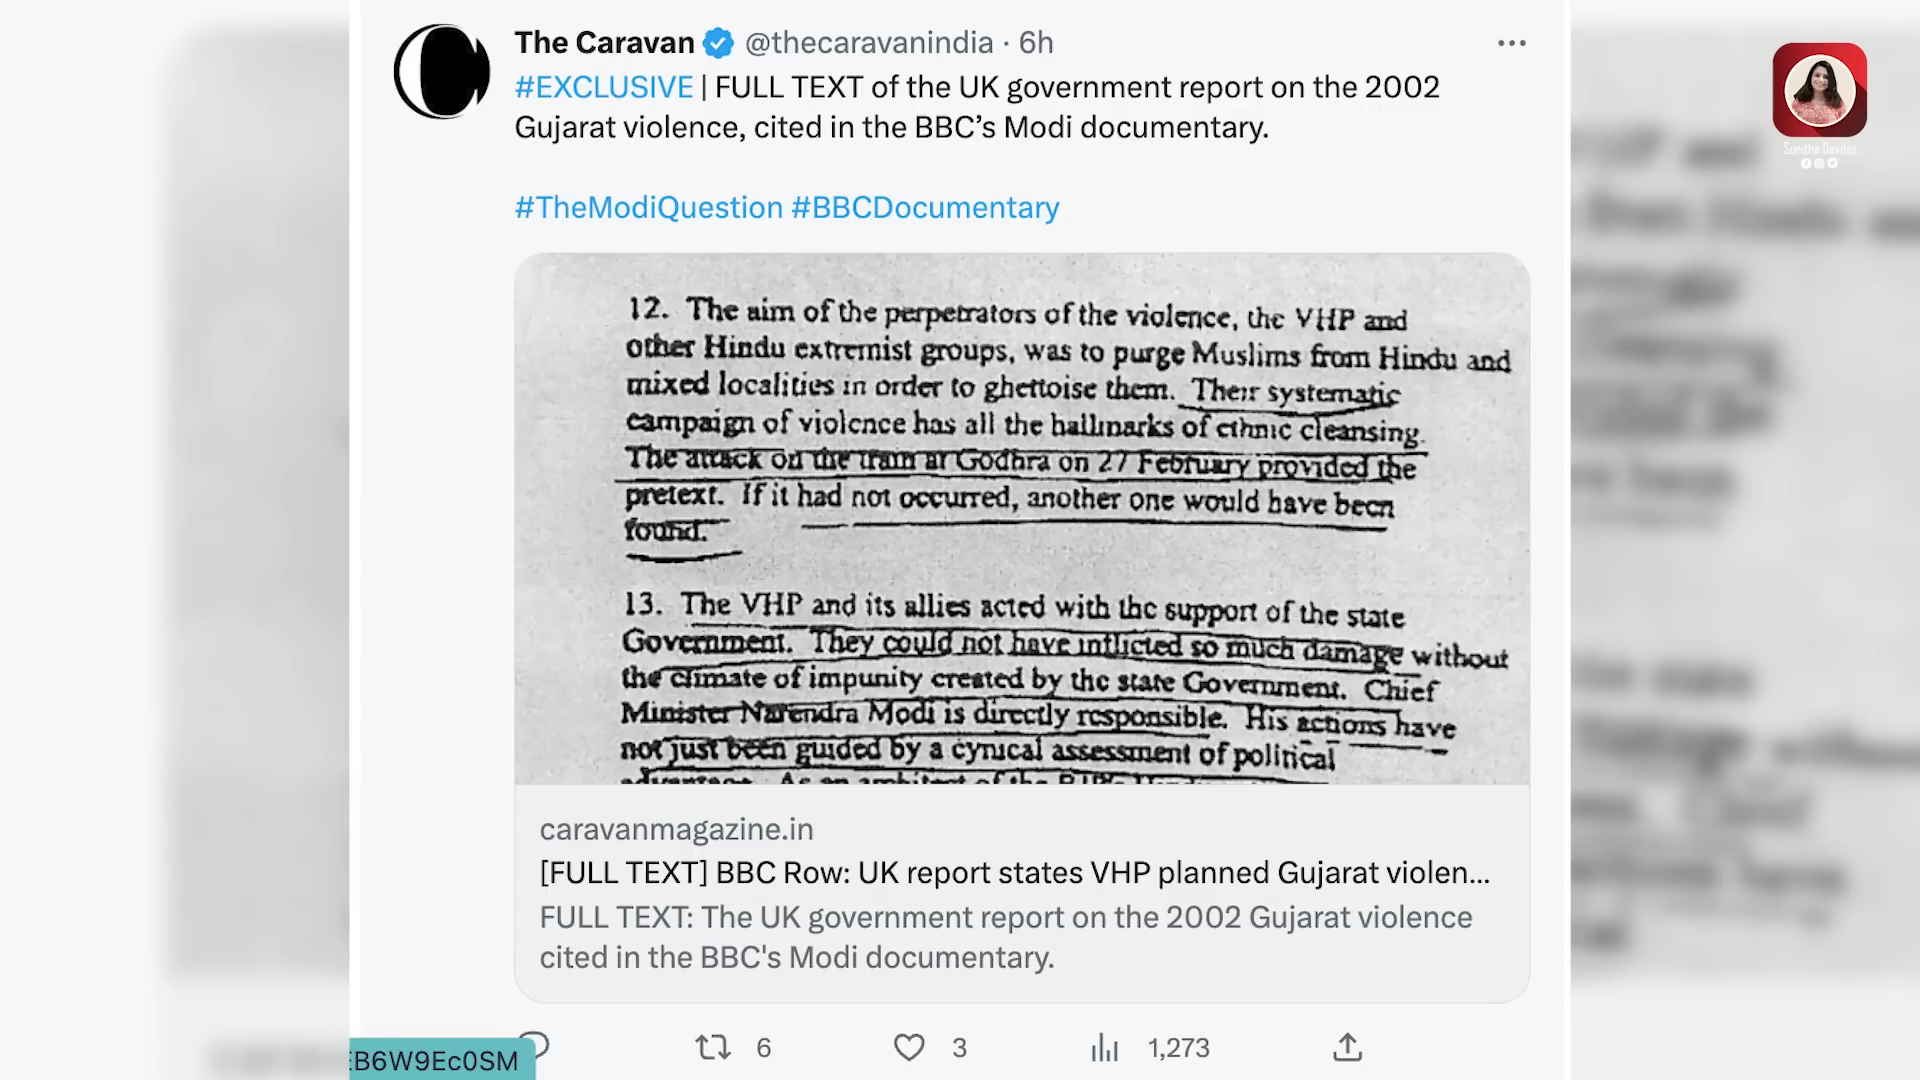 The Caravan @thecaravanindia · 6h
#EXCLUSIVE | FULL TEXT of the UK government report on the 2002
Gujarat violence, cited in the BBC’s Modi documentary.
#TheModiQuestion #BBCDocumentary
12. The aim of the perpetrators of the violence, the VHP and
other Hindu extremist groups, was to purge Muslims from Hindu and
mixed localities in order to ghettoise them. Their systematic
campaign of violence has all the hallmarks of ethnic cleansing.
The attack on the train at Godhra on 27 February provided the
pretext. If it had not occurred, another one would have been
found.
13. The VHP and its allies acted with the support of the state
Government. They could not have inflicted so much damage without
the climate of impunity created by the state Government. Chief
Minister Narendra Modi is directly responsible. His actions have
not just been guided by a cynical assessment of political
advantage. As an architect of the
caravanmagazine.in
[FULL TEXT] BBC Row: UK report states VHP planned Gujarat violen...
FULL TEXT: The UK government report on the 2002 Gujarat violence
cited in the BBC's Modi documentary.
6 3 1,273
B6W9Ec0SM
Sunitha Devdas